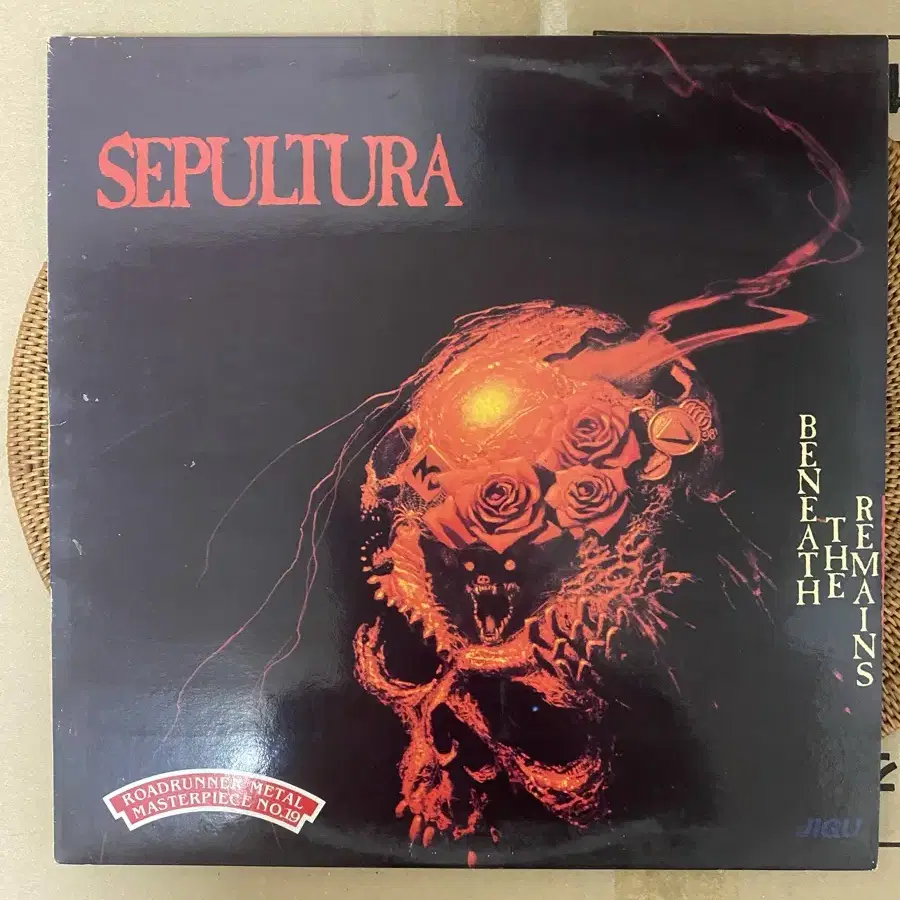 SEPULTURA
BENEATH
THE
REMAINS
ROADRUNNER METAL
MASTERPIECE NO.19
JIGU